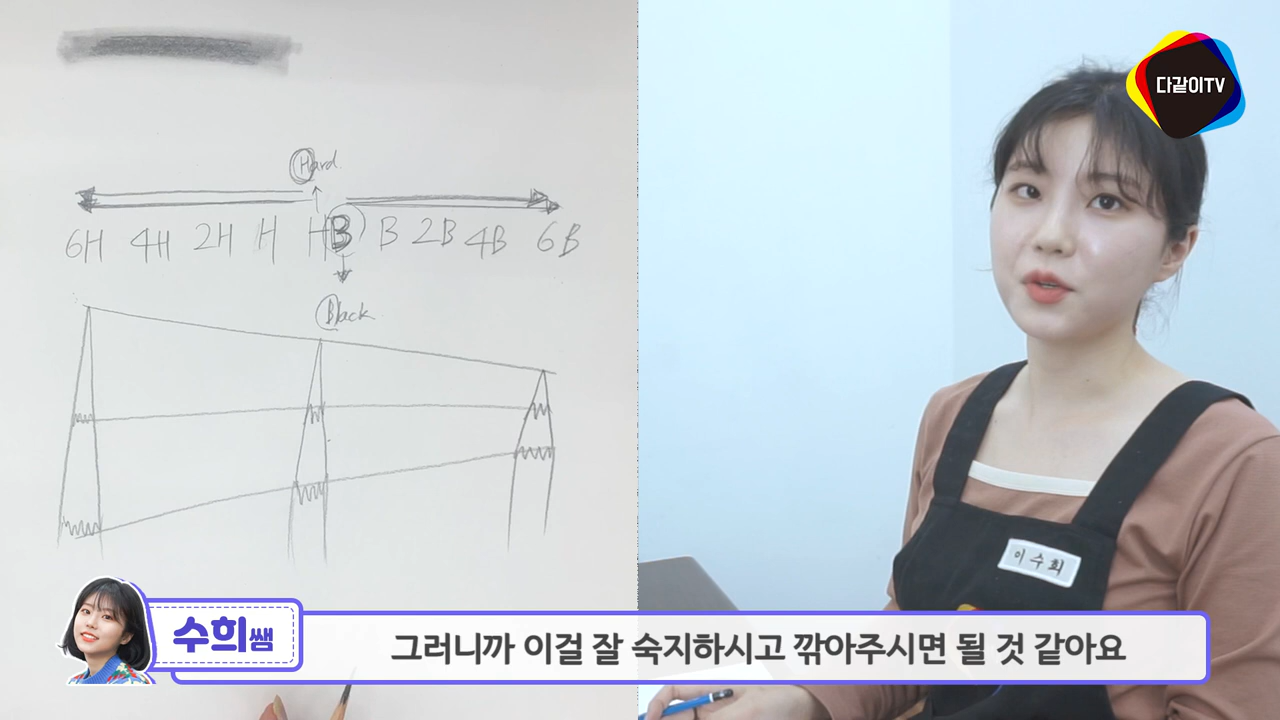 다같이TV
Hard
6H 4H 2H H HB B 2B 4B 6B
Black
이수희
수희쌤
그러니까 이걸 잘 숙지하시고 깎아주시면 될 것 같아요